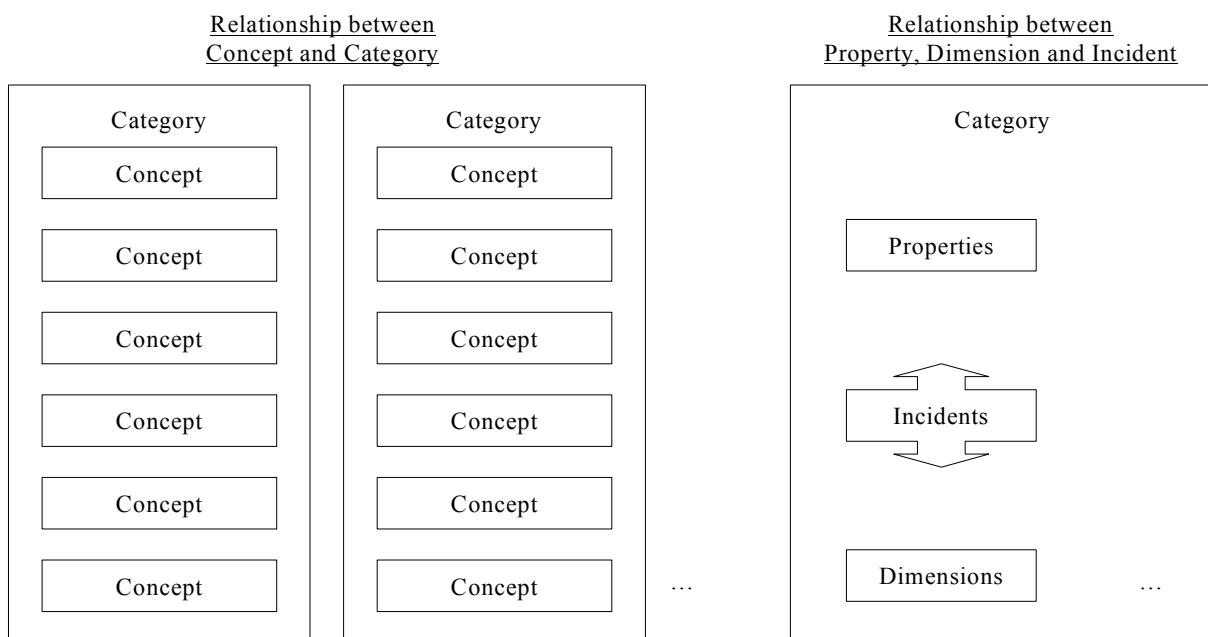 Relationship between
Concept and Category
Category
Concept
Concept
Concept
Concept
Concept
Concept
Category
Concept
Concept
Concept
Concept
Concept
Concept
...
Relationship between
Property, Dimension and Incident
Category
Properties
Incidents
Dimensions
...